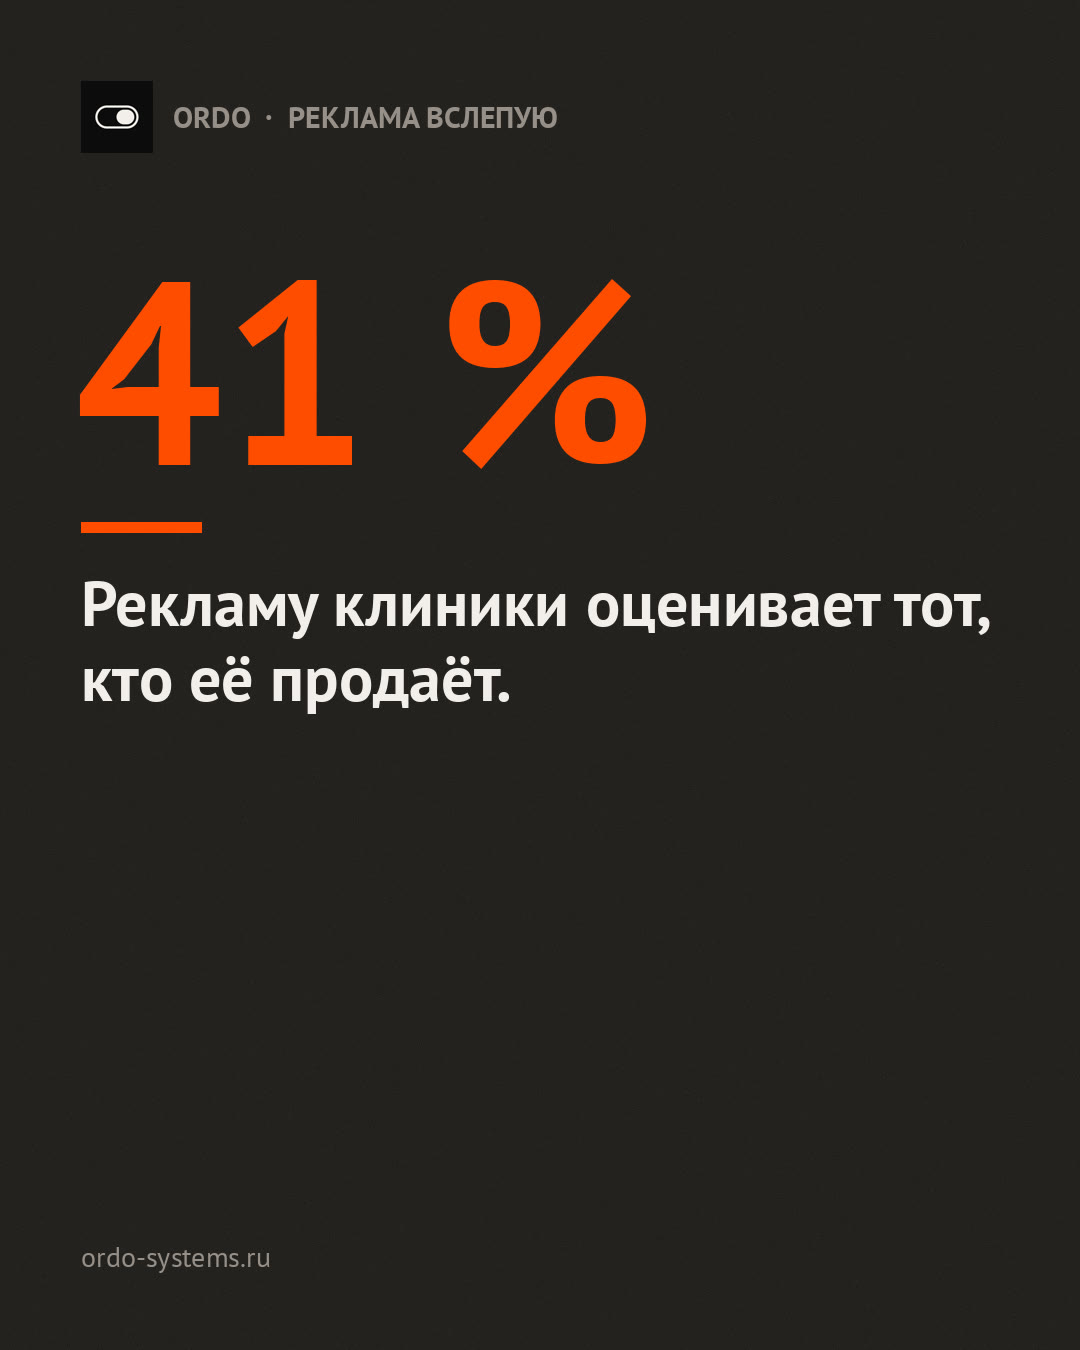 ORDO · РЕКЛАМА ВСЛЕПУЮ
41 %
Рекламу клиники оценивает тот,
кто её продаёт.
ordo-systems.ru